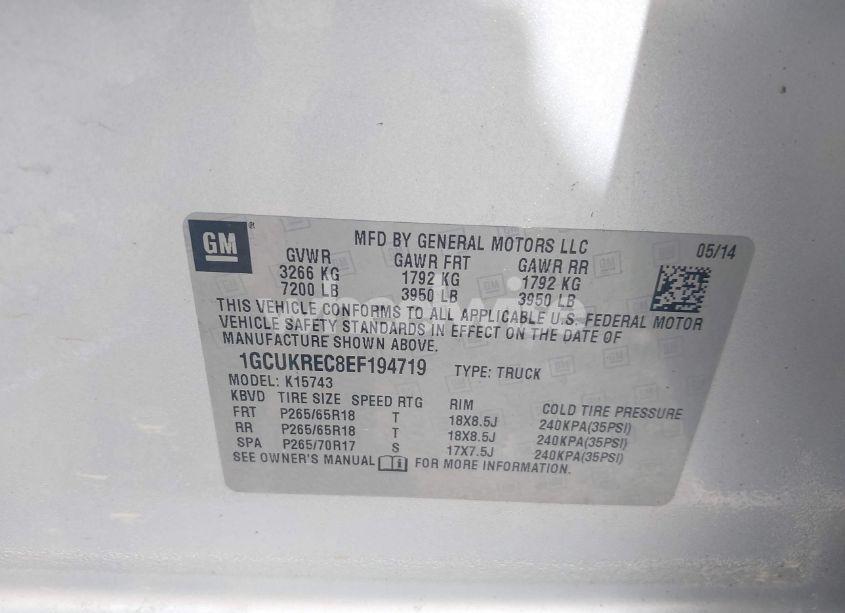 GM
MFD BY GENERAL MOTORS LLC 05/14
GVWR GAWR FRT GAWR RR
3266 KG 1792 KG 1792 KG
7200 LB 3950 LB 3950 LB
THIS VEHICLE CONFORMS TO ALL APPLICABLE U.S. FEDERAL MOTOR
VEHICLE SAFETY STANDARDS IN EFFECT ON THE DATE OF
MANUFACTURE SHOWN ABOVE.
1GCUKREC8EF194719 TYPE: TRUCK
MODEL: K15743
KBVD TIRE SIZE SPEED RTG RIM COLD TIRE PRESSURE
FRT P265/65R18 T 18X8.5J 240KPA(35PSI)
RR P265/65R18 T 18X8.5J 240KPA(35PSI)
SPA P265/70R17 S 17X7.5J 240KPA(35PSI)
SEE OWNER'S MANUAL FOR MORE INFORMATION.